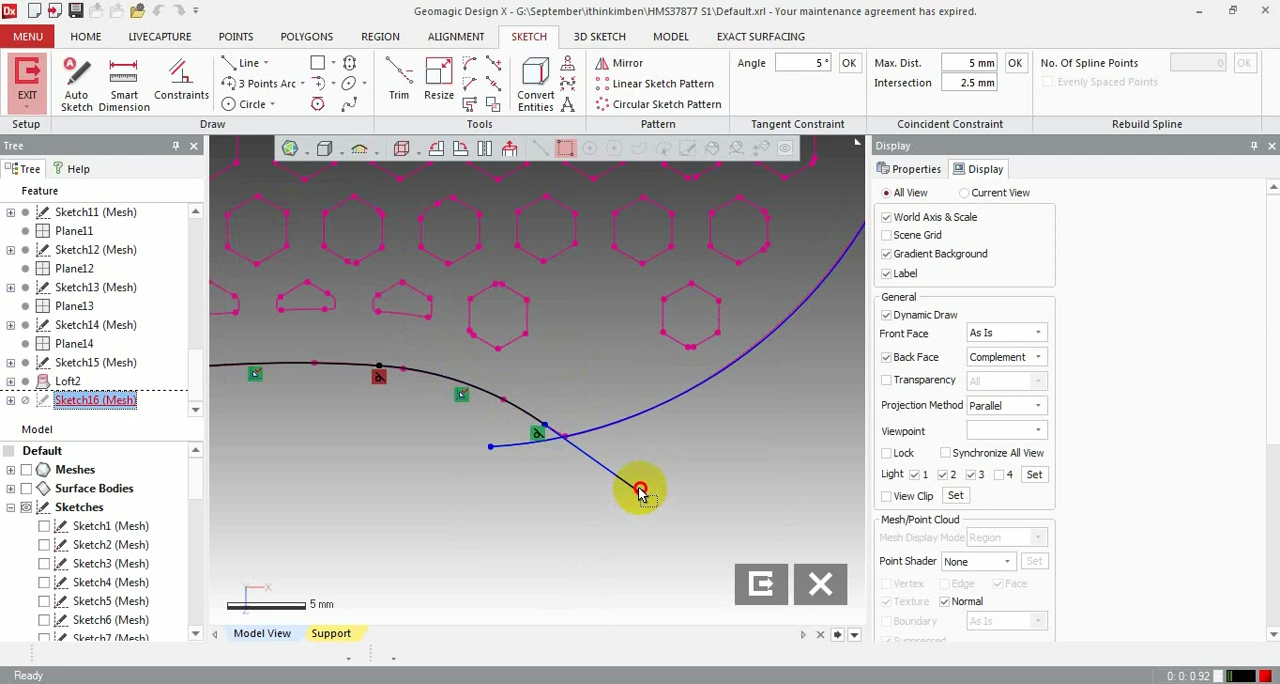 Geomagic Design X - G:\September\ithinkimben\HMS37877 S1\Default.xrl - Your maintenance agreement has expired.
MENU HOME LIVECAPTURE POINTS POLYGONS REGION ALIGNMENT SKETCH 3D SKETCH MODEL EXACT SURFACING
Line Mirror Angle 5 ° OK Max. Dist. 5 mm OK No. Of Spline Points 0 OK
3 Points Arc Linear Sketch Pattern Intersection 2.5 mm Evenly Spaced Points
EXIT Auto Sketch Smart Dimension Constraints Circle Trim Resize Convert Entities Circular Sketch Pattern
Setup Draw Tools Pattern Tangent Constraint Coincident Constraint Rebuild Spline
Tree
Tree Help
Feature
Sketch11 (Mesh)
Plane11
Sketch12 (Mesh)
Plane12
Sketch13 (Mesh)
Plane13
Sketch14 (Mesh)
Plane14
Sketch15 (Mesh)
Loft2
Sketch16 (Mesh)
Model
Default
Meshes
Surface Bodies
Sketches
Sketch1 (Mesh)
Sketch2 (Mesh)
Sketch3 (Mesh)
Sketch4 (Mesh)
Sketch5 (Mesh)
Sketch6 (Mesh)
Sketch7 (Mesh)
X
5 mm
Model View Support
Display
Properties Display
All View Current View
World Axis & Scale
Scene Grid
Gradient Background
Label
General
Dynamic Draw
Front Face As Is
Back Face Complement
Transparency All
Projection Method Parallel
Viewpoint
Lock Synchronize All View
Light 1 2 3 4 Set
View Clip Set
Mesh/Point Cloud
Mesh Display Mode Region
Point Shader None Set
Vertex Edge Face
Texture Normal
Boundary As Is
Suppressed
Ready 0: 0: 0.92